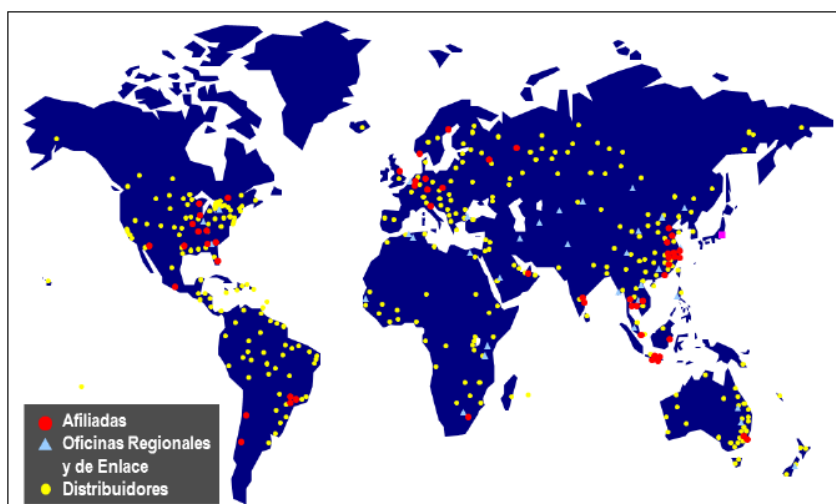 Afiliadas
Oficinas Regionales
y de Enlace
Distribuidores